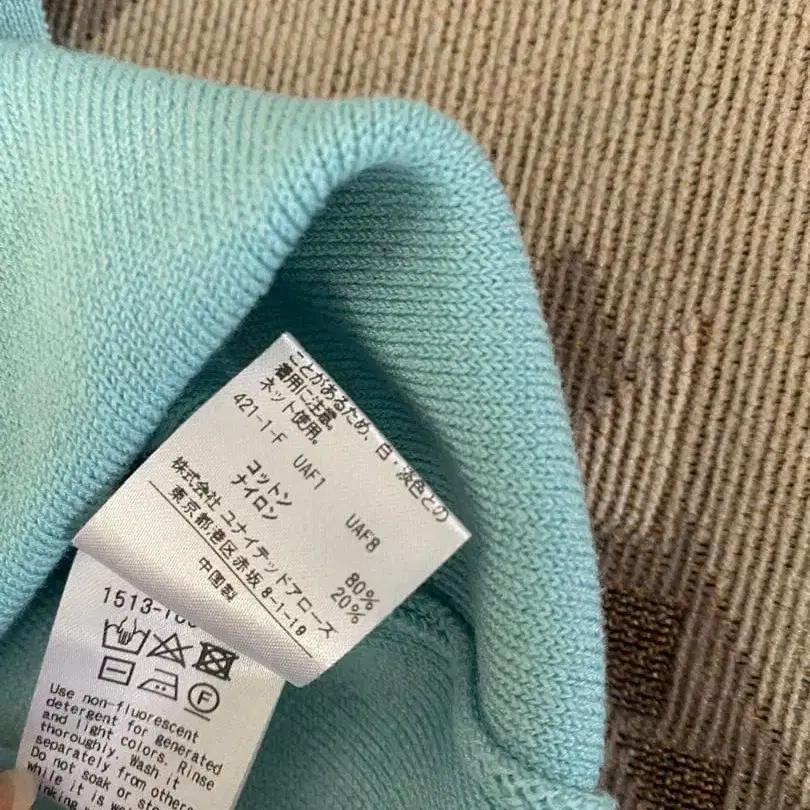 ことがあるため、白・淡色との
着用に注意。
ネット使用。
421-1-F UAF1 UAF8
コットン 80%
ナイロン 20%
株式会社 ユナイテッドアローズ
東京都港区赤坂 8-1-19
中国製
F
Use non-fluorescent
detergent for generated
and light colors. Rinse
thoroughly. Wash it
separately from others
Do not soak or
while it is